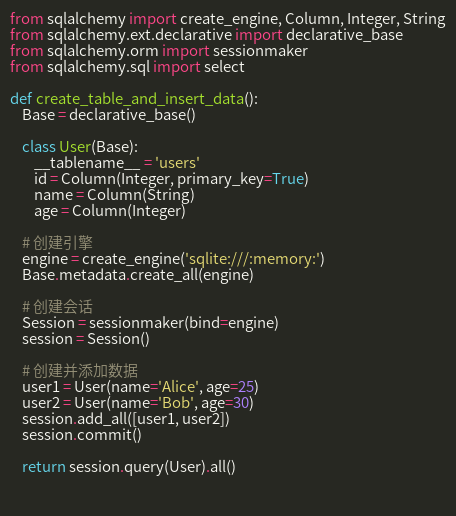 from sqlalchemy import create_engine, Column, Integer, String
from sqlalchemy.ext.declarative import declarative_base
from sqlalchemy.orm import sessionmaker
from sqlalchemy.sql import select

def create_table_and_insert_data():
    Base = declarative_base()

    class User(Base):
        __tablename__ = 'users'
        id = Column(Integer, primary_key=True)
        name = Column(String)
        age = Column(Integer)

    # 创建引擎
    engine = create_engine('sqlite:///:memory:')
    Base.metadata.create_all(engine)

    # 创建会话
    Session = sessionmaker(bind=engine)
    session = Session()

    # 创建并添加数据
    user1 = User(name='Alice', age=25)
    user2 = User(name='Bob', age=30)
    session.add_all([user1, user2])
    session.commit()

    return session.query(User).all()